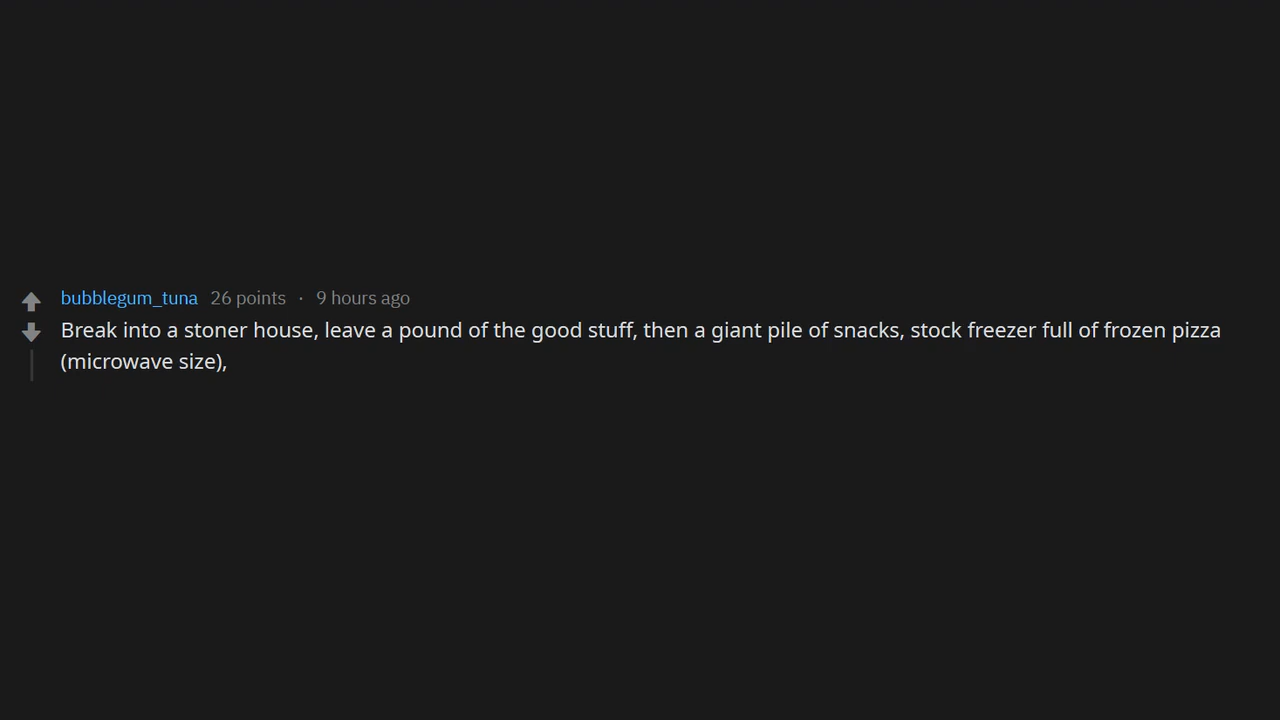 bubblegum_tuna 26 points · 9 hours ago
Break into a stoner house, leave a pound of the good stuff, then a giant pile of snacks, stock freezer full of frozen pizza
(microwave size),